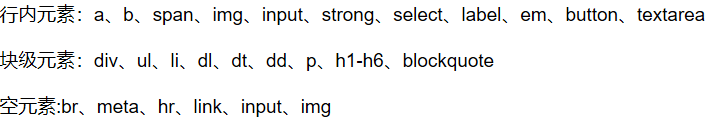 行内元素：a、b、span、img、input、strong、select、label、em、button、textarea
块级元素：div、ul、li、dl、dt、dd、p、h1-h6、blockquote
空元素:br、meta、hr、link、input、img